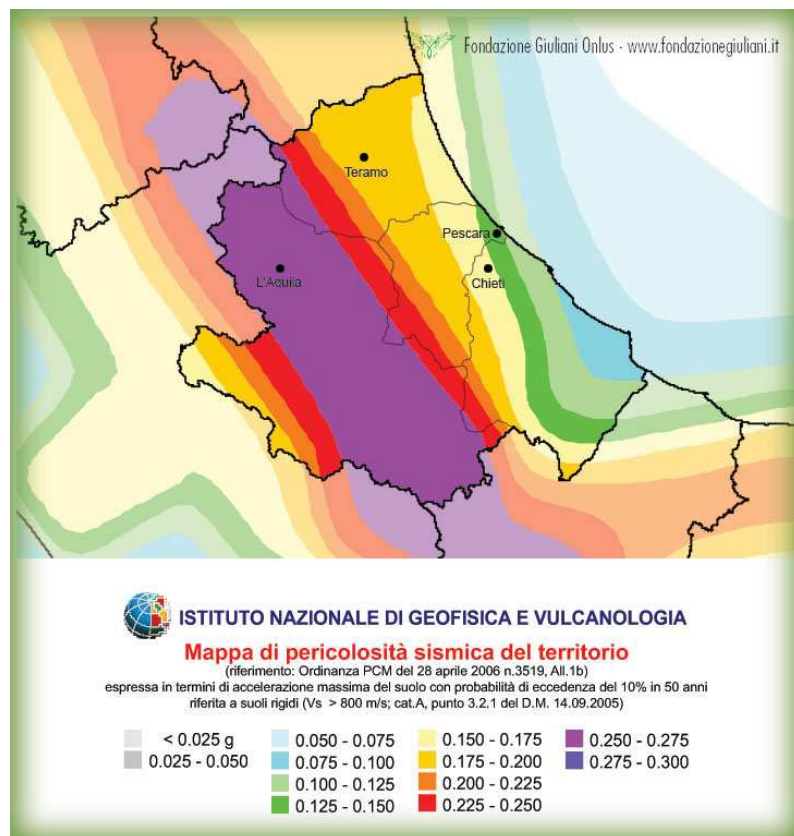 Fondazione Giuliani Onlus - www.fondazionegiuliani.it
Teramo
Pescara
L'Aquila
Chieti
ISTITUTO NAZIONALE DI GEOFISICA E VULCANOLOGIA
Mappa di pericolosità sismica del territorio
(riferimento: Ordinanza PCM del 28 aprile 2006 n.3519, All.1b)
espressa in termini di accelerazione massima del suolo con probabilità di eccedenza del 10% in 50 anni
riferita a suoli rigidi (Vs > 800 m/s; cat.A, punto 3.2.1 del D.M. 14.09.2005)
< 0.025 g
0.025 - 0.050
0.050 - 0.075
0.075 - 0.100
0.100 - 0.125
0.125 - 0.150
0.150 - 0.175
0.175 - 0.200
0.200 - 0.225
0.225 - 0.250
0.250 - 0.275
0.275 - 0.300